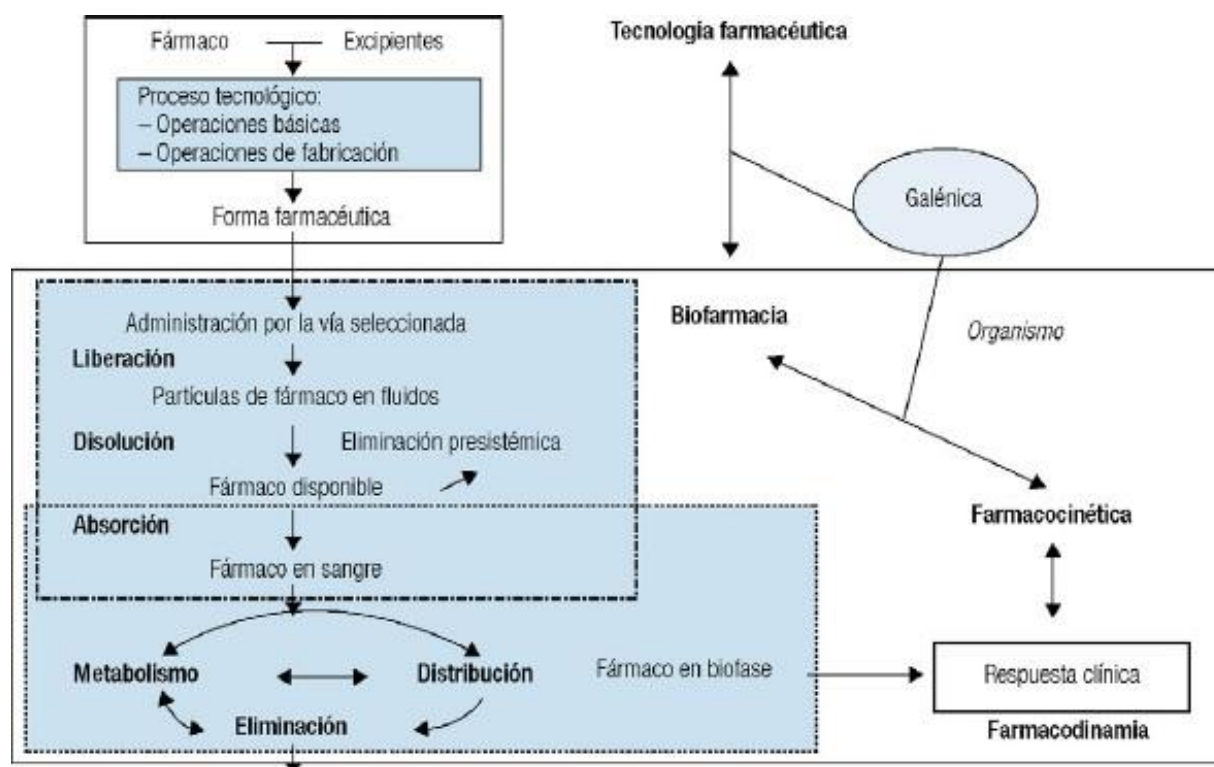 Fármaco
Excipientes
Proceso tecnológico:
– Operaciones básicas
– Operaciones de fabricación
Forma farmacéutica
Tecnología farmacéutica
Galénica
Administración por la vía seleccionada
Liberación
Partículas de fármaco en fluidos
Disolución
Eliminación presistémica
Fármaco disponible
Absorción
Fármaco en sangre
Metabolismo
Distribución
Eliminación
Fármaco en biofase
Biofarmacia
Organismo
Farmacocinética
Respuesta clínica
Farmacodinamia